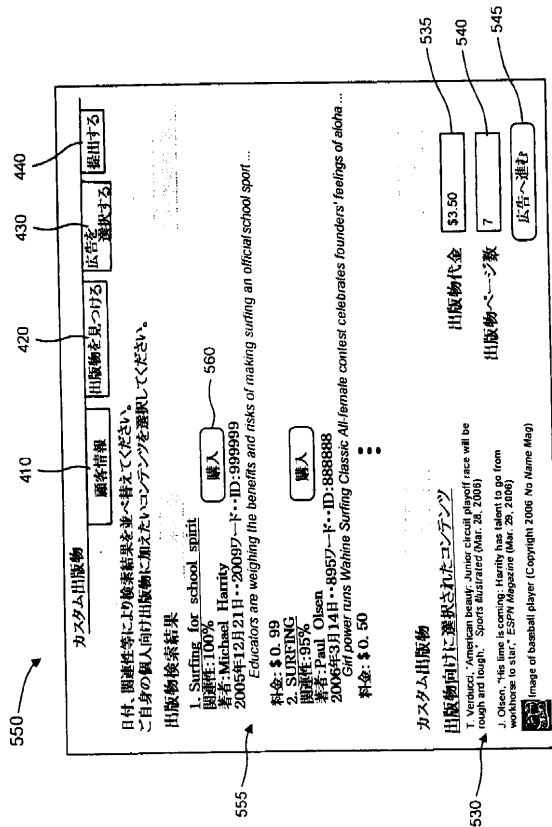 550
410
420
430
440
カスタム出版物
顧客情報
出版物を見つける
広告を
選択する
提出する
日付、関連性等により検索結果を並べ替えてください。
ご自身の個人向け出版物に加えたいコンテンツを選択してください。
出版物検索結果
1. Surfing for school spirit
関連性:100%
著者:Michael Harrity
購入
560
2005年12月21日・・2009ワード・・ID:999999
Educators are weighing the benefits and risks of making surfing an official school sport ...
料金: $0.99
555
2. SURFING
関連性:95%
著者:Paul Olsen
購入
2006年3月14日・・895ワード・・ID:888888
Girl power runs Wahine Surfing Classic All-female contest celebrates founders' feelings of aloha ...
料金: $0.50
カスタム出版物
出版物向けに選択されたコンテンツ
T. Verducci, "American beauty: Junior circuit playoff race will be
rough and tough," Sports Illustrated (Mar. 28, 2006)
J. Olsen, "His time is coming: Harrity has talent to go from
workhorse to star," ESPN Magazine (Mar. 29, 2006)
Image of baseball player (Copyright 2006 No Name Mag)
530
出版物代金
$3.50
535
出版物ページ数
7
540
広告へ進む
545